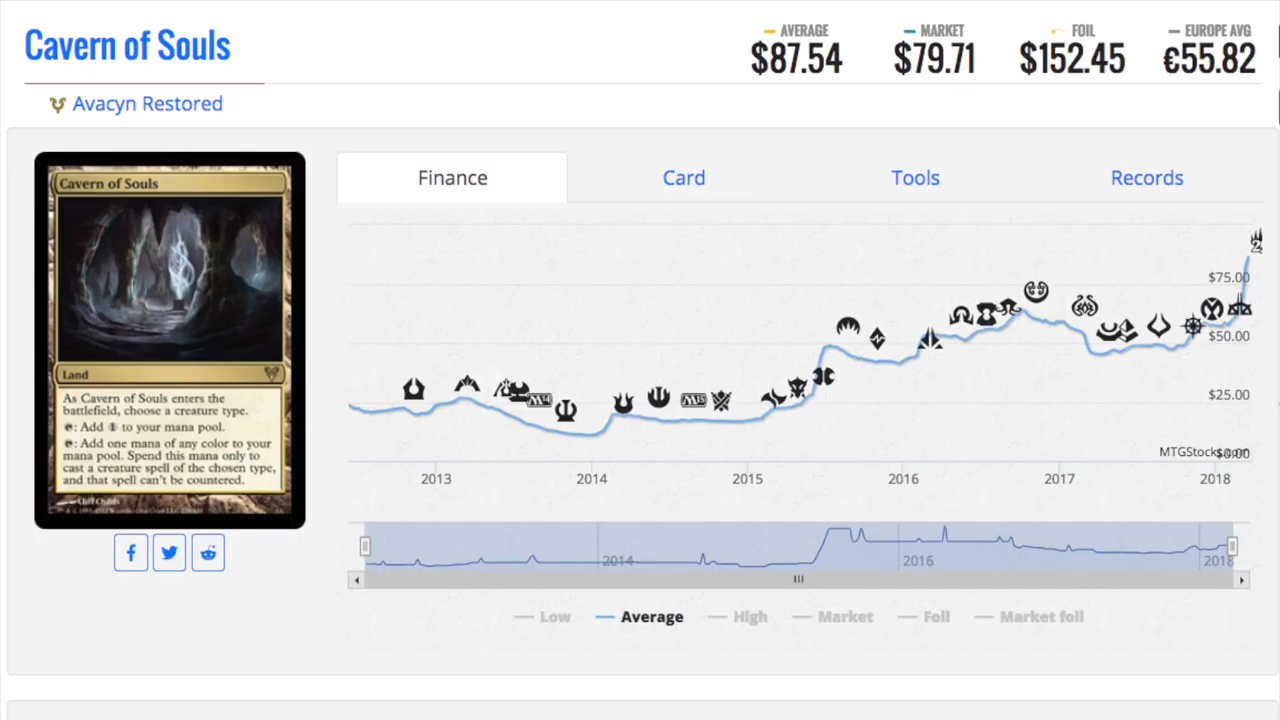 Cavern of Souls
AVERAGE
$87.54
MARKET
$79.71
FOIL
$152.45
EUROPE AVG
€55.82
Avacyn Restored
Cavern of Souls
Land
As Cavern of Souls enters the
battlefield, choose a creature type.
: Add 1 to your mana pool.
: Add one mana of any color to your
mana pool. Spend this mana only to
cast a creature spell of the chosen type,
and that spell can't be countered.
Finance
Card
Tools
Records
$75.00
$50.00
$25.00
$0.00
MTGStocks.com
M14
M15
2013
2014
2015
2016
2017
2018
2014
2016
2018
Low
Average
High
Market
Foil
Market foil